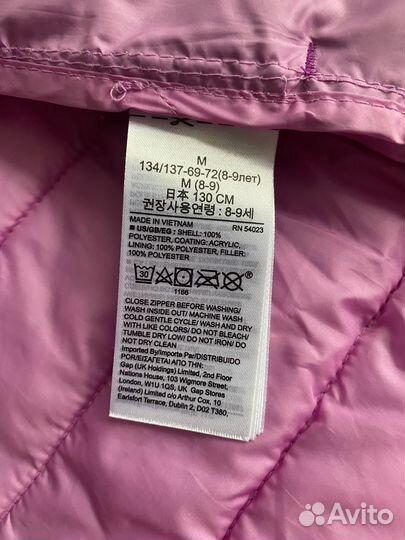 M
134/137-69-72(8-9лет)
M (8-9)
日本 130 CM
권장사용연령 : 8-9세
MADE IN VIETNAM RN 54023
US/GB/EG : SHELL: 100%
POLYESTER, COATING: ACRYLIC,
LINING: 100% POLYESTER, FILLER:
100% POLYESTER
30
1186
CLOSE ZIPPER BEFORE WASHING/
WASH INSIDE OUT/ MACHINE WASH
COLD GENTLE CYCLE/ WASH AND DRY
WITH LIKE COLORS/ DO NOT BLEACH/
TUMBLE DRY LOW/ DO NOT IRON/ DO
NOT DRY CLEAN
Imported by/Importe Par/DISTRIBUIDO
POR/ΕΙΣΑΓΕΤΑΙ ΑΠΟ ΤΗΝ:
Gap (UK Holdings) Limited, 2nd Floor
Nations House, 103 Wigmore Street,
London, W1U 1QS, UK Gap Stores
(Ireland) Limited c/o Arthur Cox, 10
Earlsfort Terrace, Dublin 2, D02 T380,
Avito